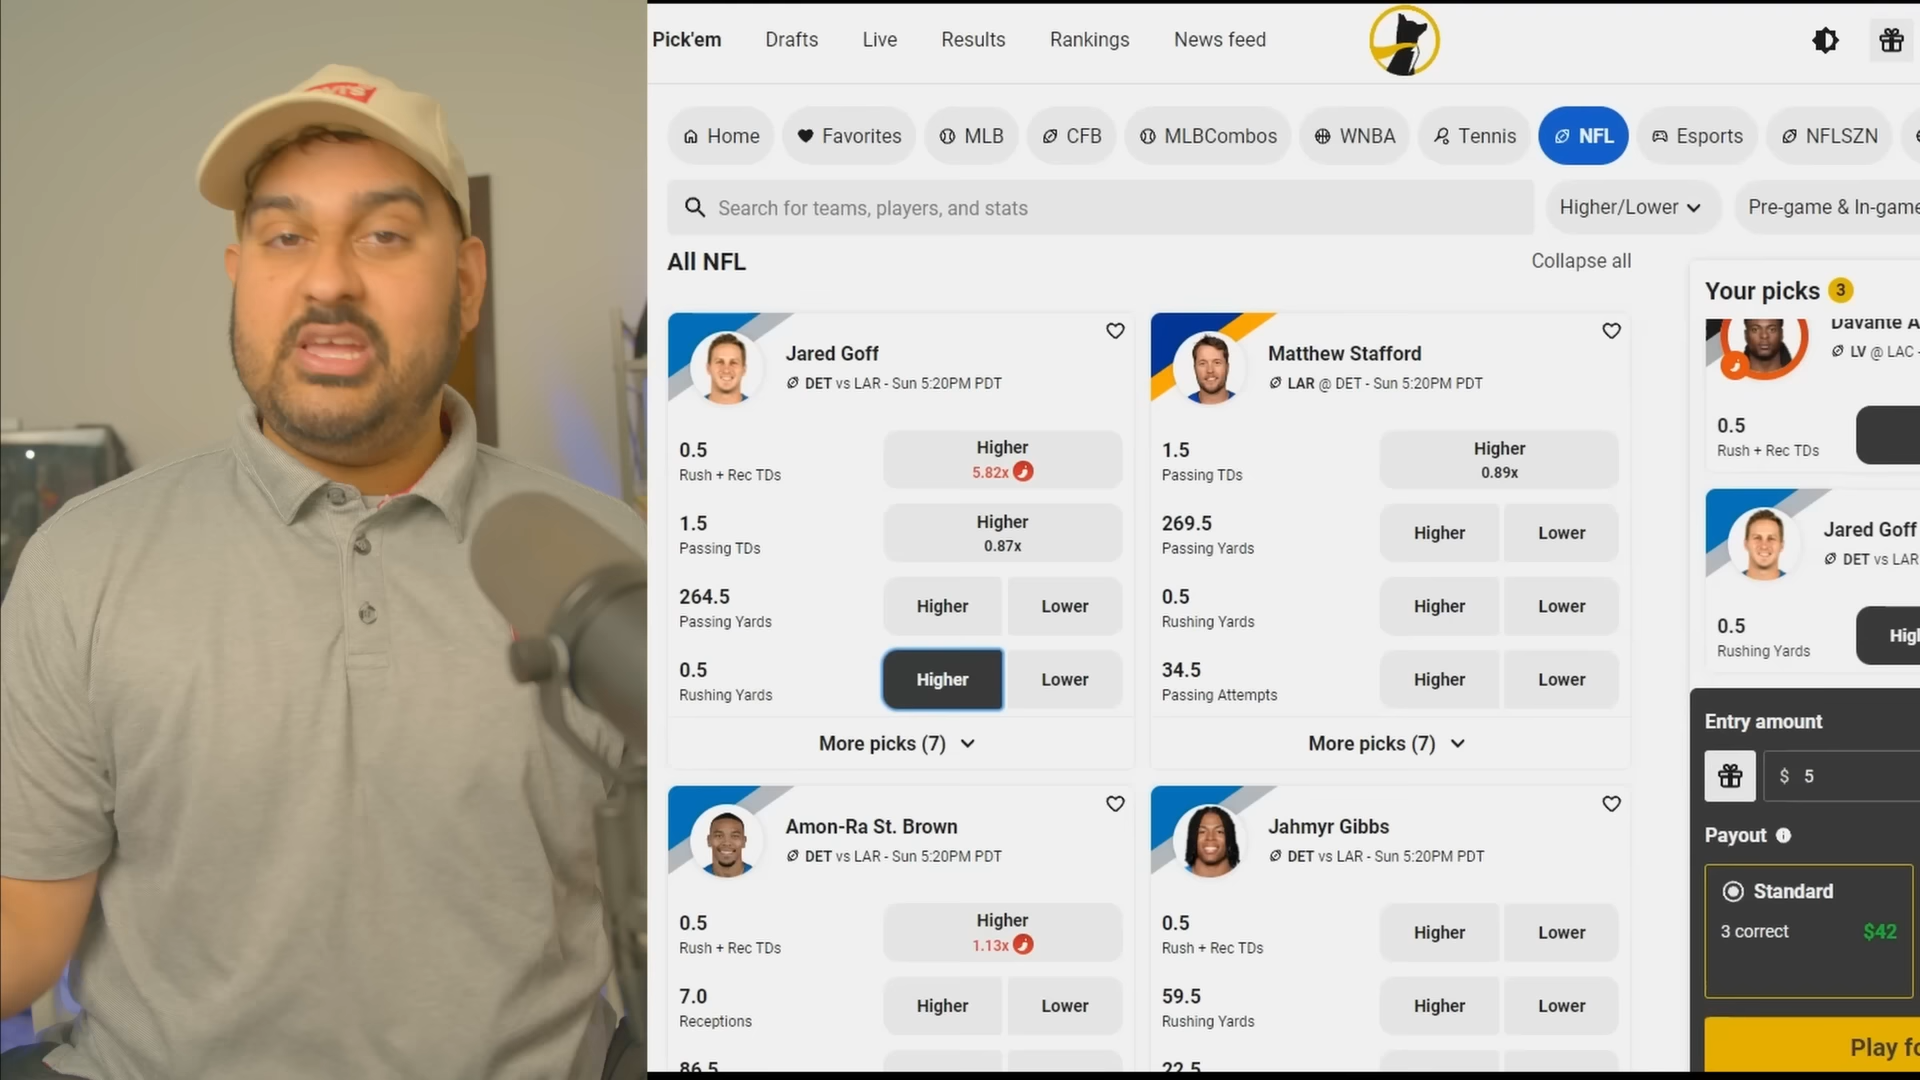 Pick'em Drafts Live Results Rankings News feed
Home Favorites MLB CFB MLBCombos WNBA Tennis NFL Esports NFLSZN
Search for teams, players, and stats
Higher/Lower
Pre-game & In-game
All NFL
Collapse all
Jared Goff
DET vs LAR - Sun 5:20PM PDT
0.5
Rush + Rec TDs
Higher
5.82x
1.5
Passing TDs
Higher
0.87x
264.5
Passing Yards
Higher Lower
0.5
Rushing Yards
Higher Lower
More picks (7)
Matthew Stafford
LAR @ DET - Sun 5:20PM PDT
1.5
Passing TDs
Higher
0.89x
269.5
Passing Yards
Higher Lower
0.5
Rushing Yards
Higher Lower
34.5
Passing Attempts
Higher Lower
More picks (7)
Amon-Ra St. Brown
DET vs LAR - Sun 5:20PM PDT
0.5
Rush + Rec TDs
Higher
1.13x
7.0
Receptions
Higher Lower
86.5
Jahmyr Gibbs
DET vs LAR - Sun 5:20PM PDT
0.5
Rush + Rec TDs
Higher Lower
59.5
Rushing Yards
Higher Lower
22.5
Your picks 3
Davante A
LV @ LAC -
0.5
Rush + Rec TDs
Jared Goff
DET vs LAR
0.5
Rushing Yards
Hig
Entry amount
$ 5
Payout
Standard
3 correct $42
Play fo